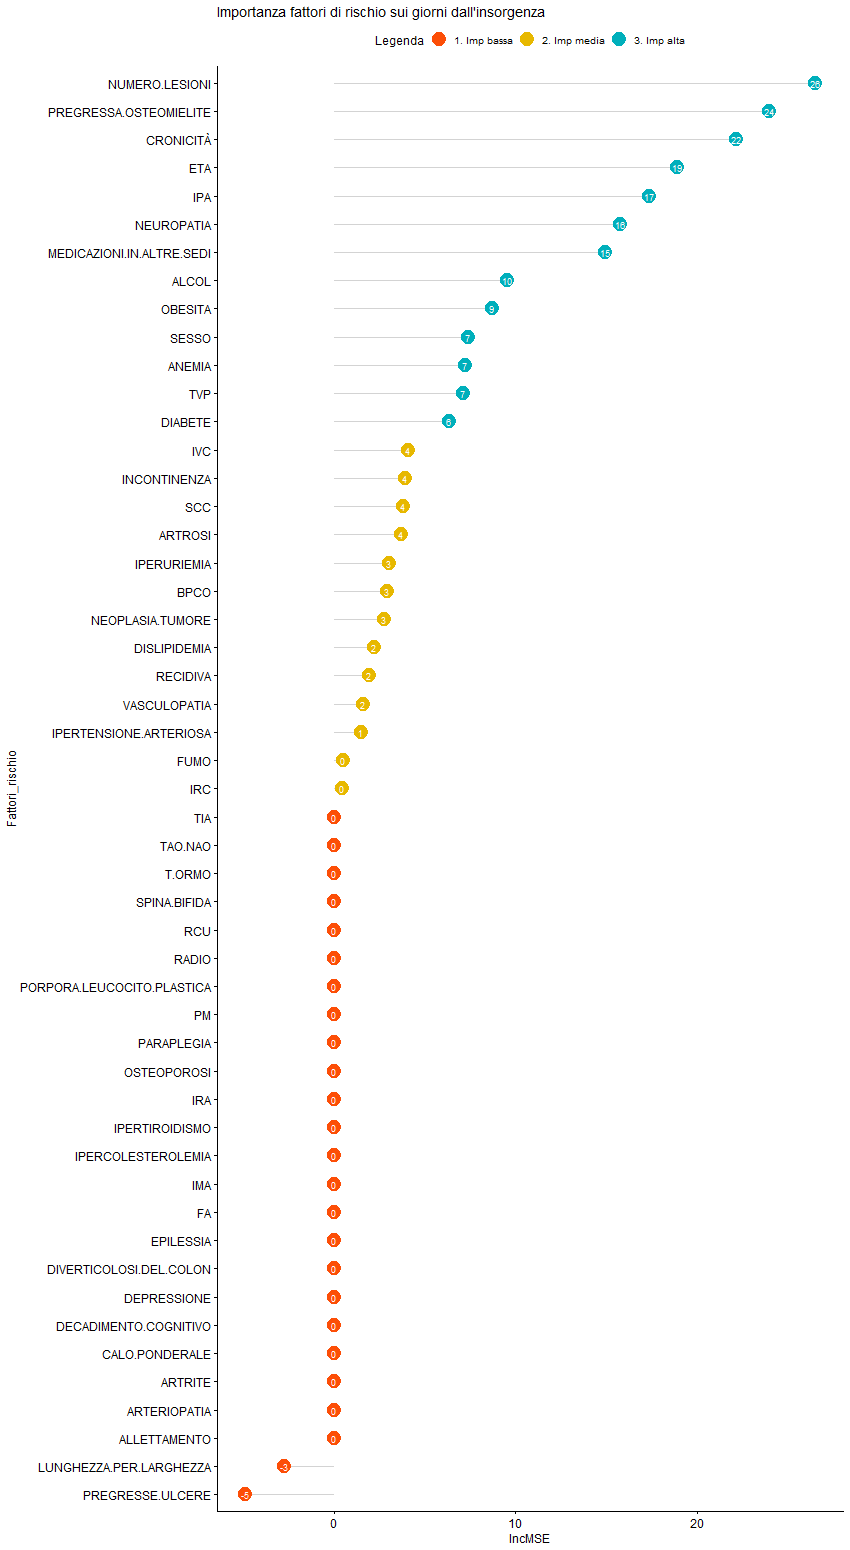 Importanza fattori di rischio sui giorni dall'insorgenza
Legenda 1. Imp bassa 2. Imp media 3. Imp alta
NUMERO.LESIONI 26
PREGRESSA.OSTEOMIELITE 24
CRONICITÀ 22
ETA 19
IPA 17
NEUROPATIA 16
MEDICAZIONI.IN.ALTRE.SEDI 15
ALCOL 10
OBESITA 9
SESSO 7
ANEMIA 7
TVP 7
DIABETE 6
IVC 4
INCONTINENZA 4
SCC 4
ARTROSI 4
IPERURIEMIA 3
BPCO 3
NEOPLASIA.TUMORE 3
DISLIPIDEMIA 2
RECIDIVA 2
VASCULOPATIA 2
IPERTENSIONE.ARTERIOSA 1
FUMO 0
IRC 0
TIA 0
TAO.NAO 0
T.ORMO 0
SPINA.BIFIDA 0
RCU 0
RADIO 0
PORPORA.LEUCOCITO.PLASTICA 0
PM 0
PARAPLEGIA 0
OSTEOPOROSI 0
IRA 0
IPERTIROIDISMO 0
IPERCOLESTEROLEMIA 0
IMA 0
FA 0
EPILESSIA 0
DIVERTICOLOSI.DEL.COLON 0
DEPRESSIONE 0
DECADIMENTO.COGNITIVO 0
CALO.PONDERALE 0
ARTRITE 0
ARTERIOPATIA 0
ALLETTAMENTO 0
LUNGHEZZA.PER.LARGHEZZA -3
PREGRESSE.ULCERE -5
Fattori_rischio
0 10 20
IncMSE